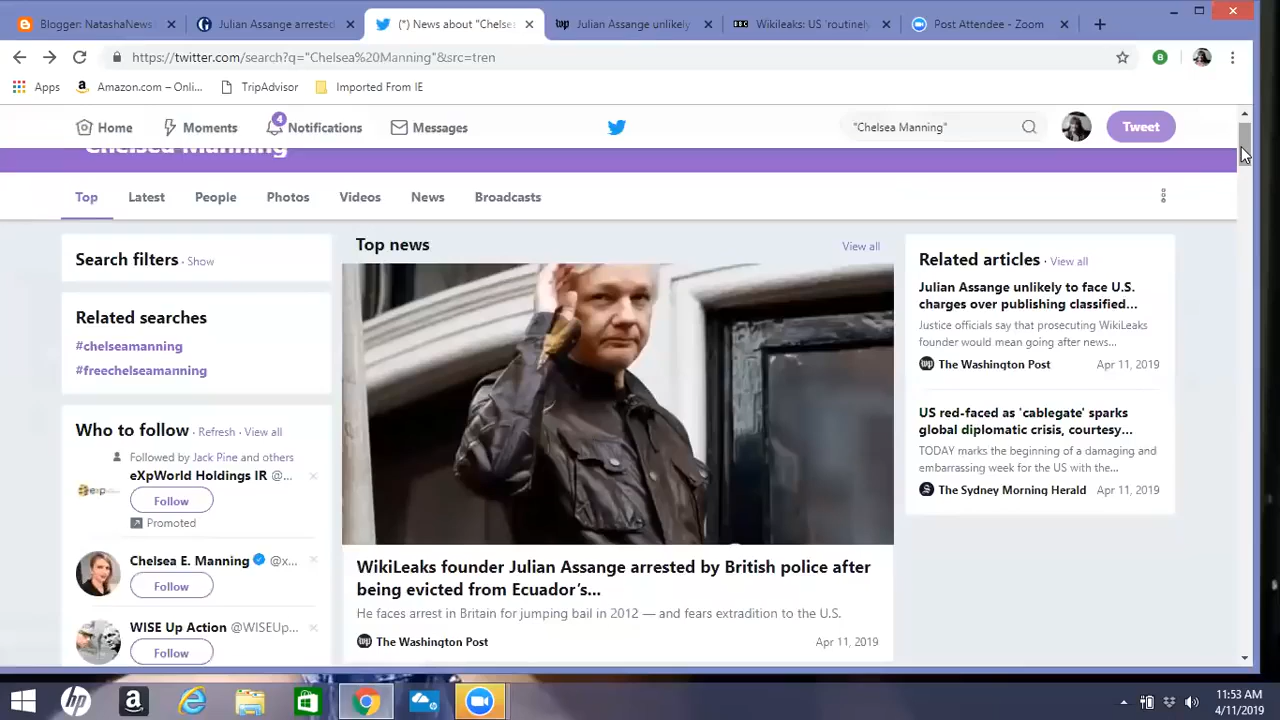 Blogger: NatashaNews
Julian Assange arrested
(*) News about "Chelse
Julian Assange unlikely
Wikileaks: US 'routinely
Post Attendee - Zoom
https://twitter.com/search?q="Chelsea%20Manning"&src=tren
Apps
Amazon.com – Onli...
TripAdvisor
Imported From IE
Home
Moments
4
Notifications
Messages
"Chelsea Manning"
Tweet
Chelsea Manning
Top
Latest
People
Photos
Videos
News
Broadcasts
Search filters · Show
Related searches
#chelseamanning
#freechelseamanning
Who to follow · Refresh · View all
Followed by Jack Pine and others
eXpWorld Holdings IR @...
Follow
Promoted
Chelsea E. Manning @x...
Follow
WISE Up Action @WISEUp...
Follow
Top news
View all
WikiLeaks founder Julian Assange arrested by British police after
being evicted from Ecuador's...
He faces arrest in Britain for jumping bail in 2012 — and fears extradition to the U.S.
The Washington Post
Apr 11, 2019
Related articles · View all
Julian Assange unlikely to face U.S.
charges over publishing classified...
Justice officials say that prosecuting WikiLeaks
founder would mean going after news...
The Washington Post
Apr 11, 2019
US red-faced as 'cablegate' sparks
global diplomatic crisis, courtesy...
TODAY marks the beginning of a damaging and
embarrassing week for the US with the...
The Sydney Morning Herald
Apr 11, 2019
11:53 AM
4/11/2019